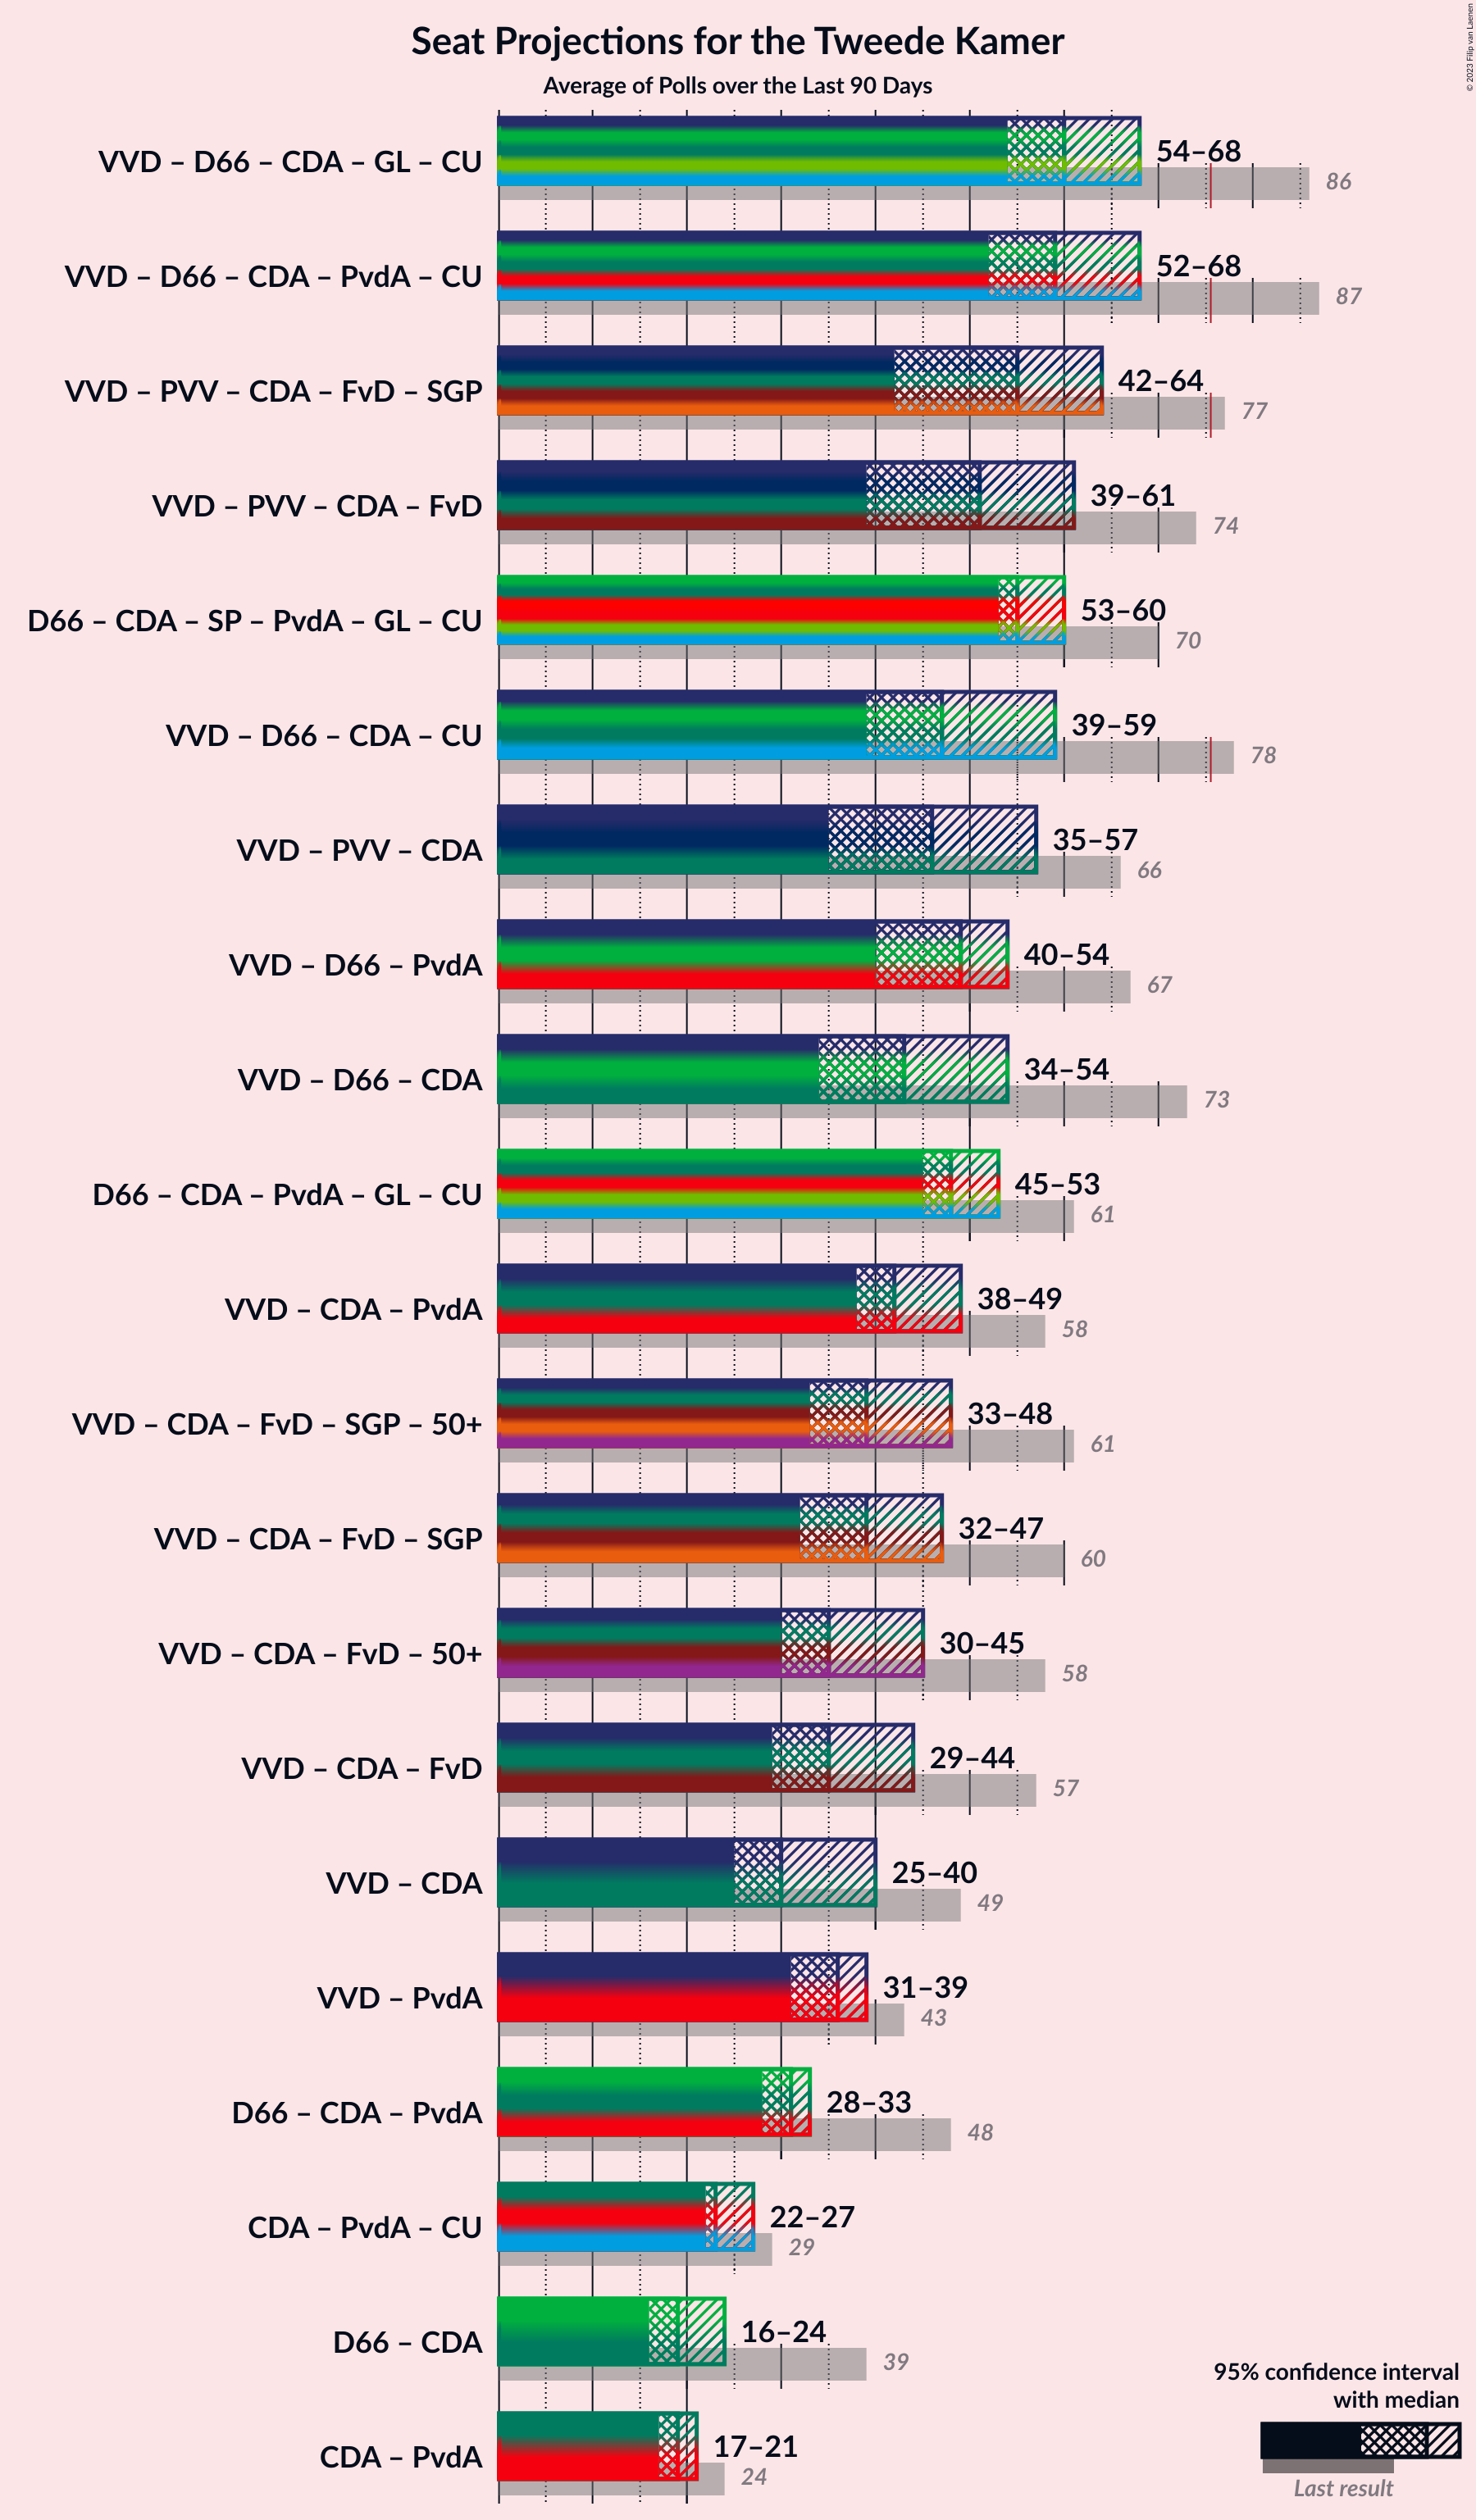 Seat Projections for the Tweede Kamer
Average of Polls over the Last 90 Days
© 2023 Filip van Laenen
VVD – D66 – CDA – GL – CU
54–68
86
VVD – D66 – CDA – PvdA – CU
52–68
87
VVD – PVV – CDA – FvD – SGP
42–64
77
VVD – PVV – CDA – FvD
39–61
74
D66 – CDA – SP – PvdA – GL – CU
53–60
70
VVD – D66 – CDA – CU
39–59
78
VVD – PVV – CDA
35–57
66
VVD – D66 – PvdA
40–54
67
VVD – D66 – CDA
34–54
73
D66 – CDA – PvdA – GL – CU
45–53
61
VVD – CDA – PvdA
38–49
58
VVD – CDA – FvD – SGP – 50+
33–48
61
VVD – CDA – FvD – SGP
32–47
60
VVD – CDA – FvD – 50+
30–45
58
VVD – CDA – FvD
29–44
57
VVD – CDA
25–40
49
VVD – PvdA
31–39
43
D66 – CDA – PvdA
28–33
48
CDA – PvdA – CU
22–27
29
D66 – CDA
16–24
39
CDA – PvdA
17–21
24
95% confidence interval
with median
Last result